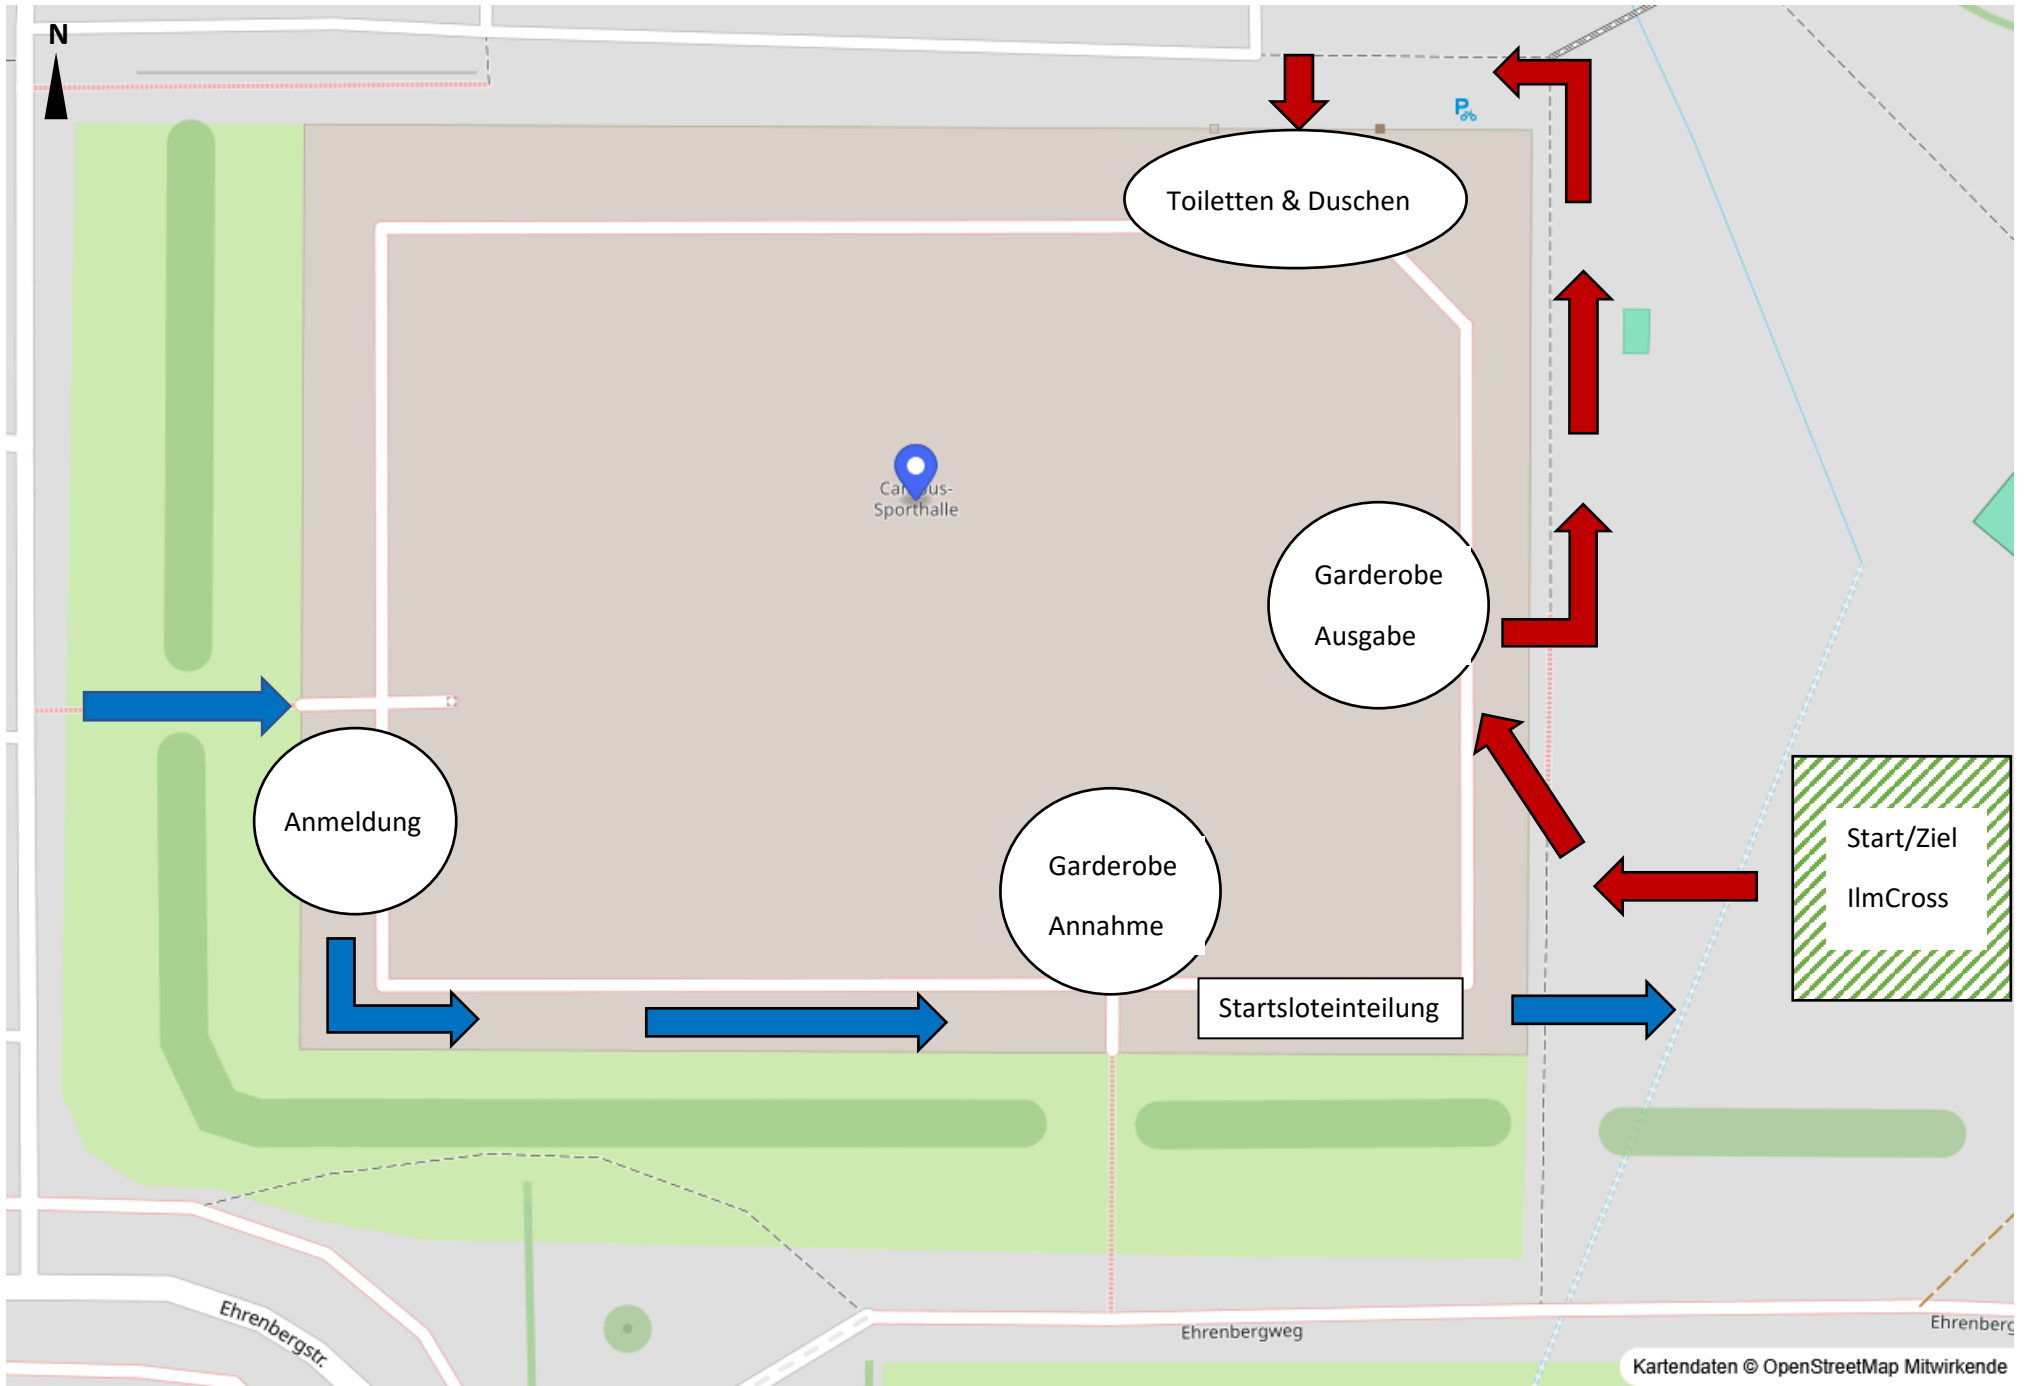 N
P
Toiletten & Duschen
Sporthalle
Garderobe
Ausgabe
Anmeldung
Garderobe
Annahme
Start/Ziel
IlmCross
Startsloteinteilung
Ehrenbergstr.
Ehrenbergweg
Ehrenberg
Kartendaten © OpenStreetMap Mitwirkende